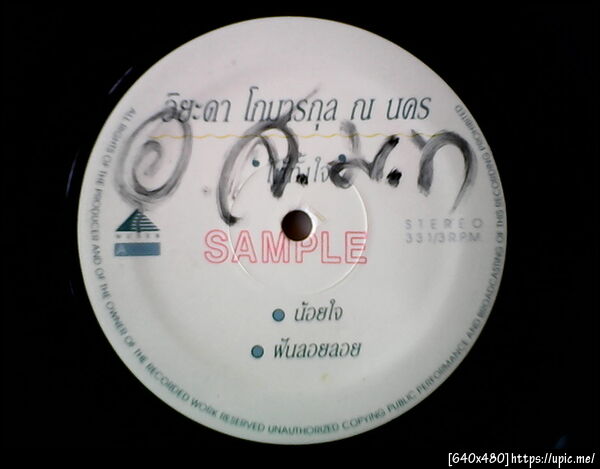 วิยะดา โกมารกุล ณ นคร
STEREO
33 1/3 R.P.M.
A
SAMPLE
น้อยใจ
ฝันลอยลอย
ALL RIGHTS OF THE PRODUCER AND OF THE OWNER OF THE RECORDED WORK RESERVED UNAUTHORIZED COPYING PUBLIC PERFORMANCE AND BROADCASTING OF THIS RECORD PROHIBITED
[640x480]https://upic.me/